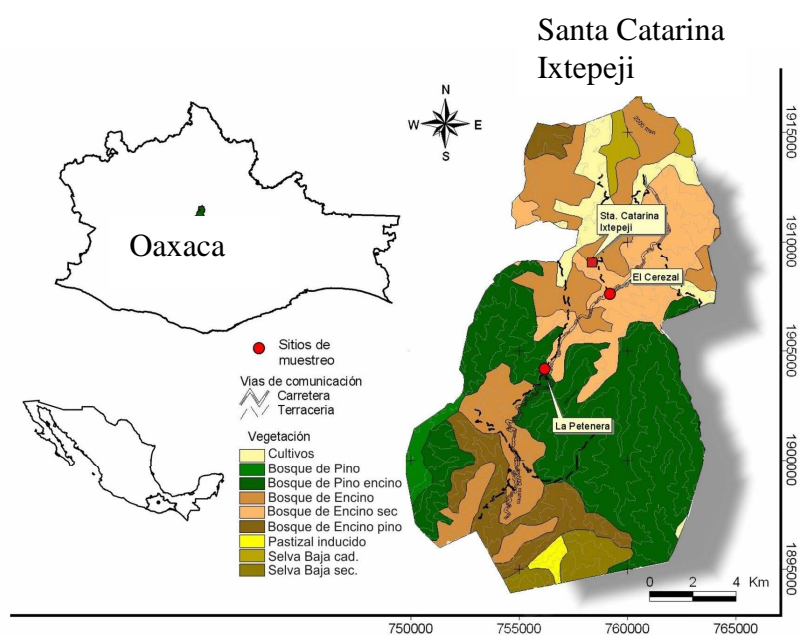 Santa Catarina
Ixtepeji
N
W
E
S
Oaxaca
Sta. Catarina
Ixtepeji
El Cerezal
La Petenera
Sitios de
muestreo
Vías de comunicación
Carretera
Terraceria
Vegetación
Cultivos
Bosque de Pino
Bosque de Pino encino
Bosque de Encino
Bosque de Encino sec
Bosque de Encino pino
Pastizal inducido
Selva Baja cad.
Selva Baja sec.
0 2 4 Km
1915000
1910000
1905000
1900000
1895000
750000
755000
760000
765000